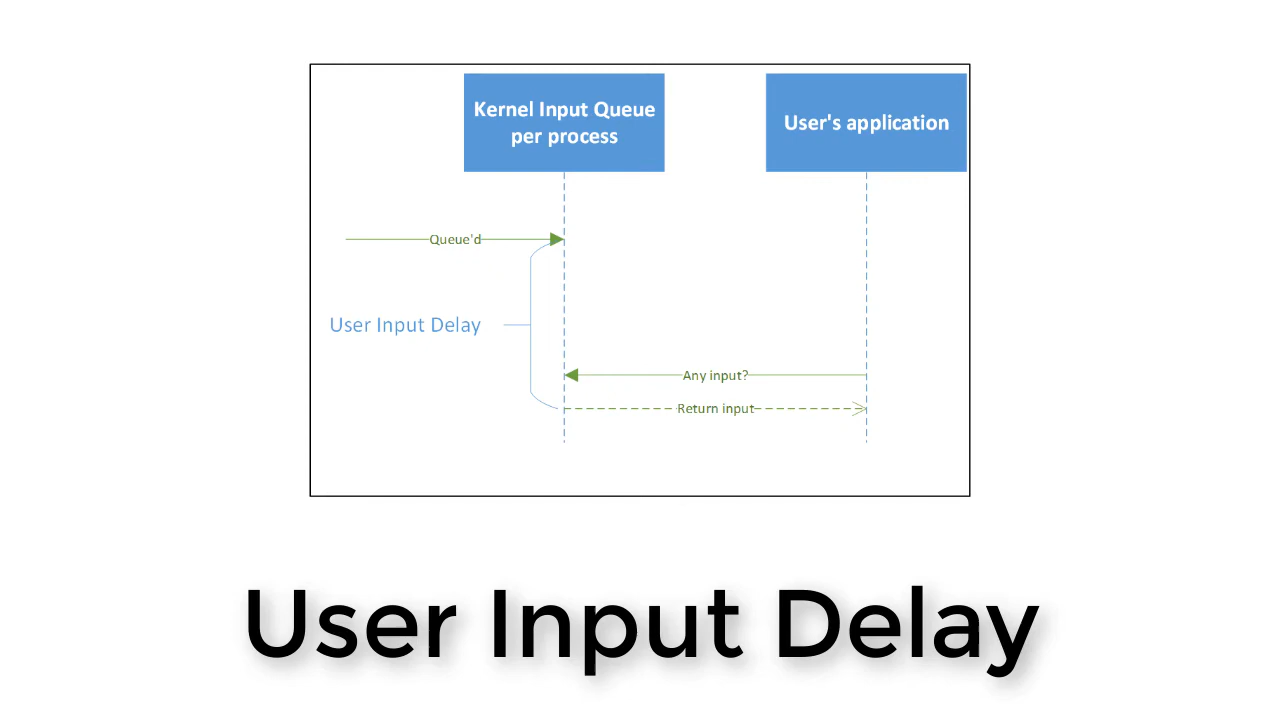 Kernel Input Queue
per process
User's application
Queue'd
User Input Delay
Any input?
Return input
User Input Delay